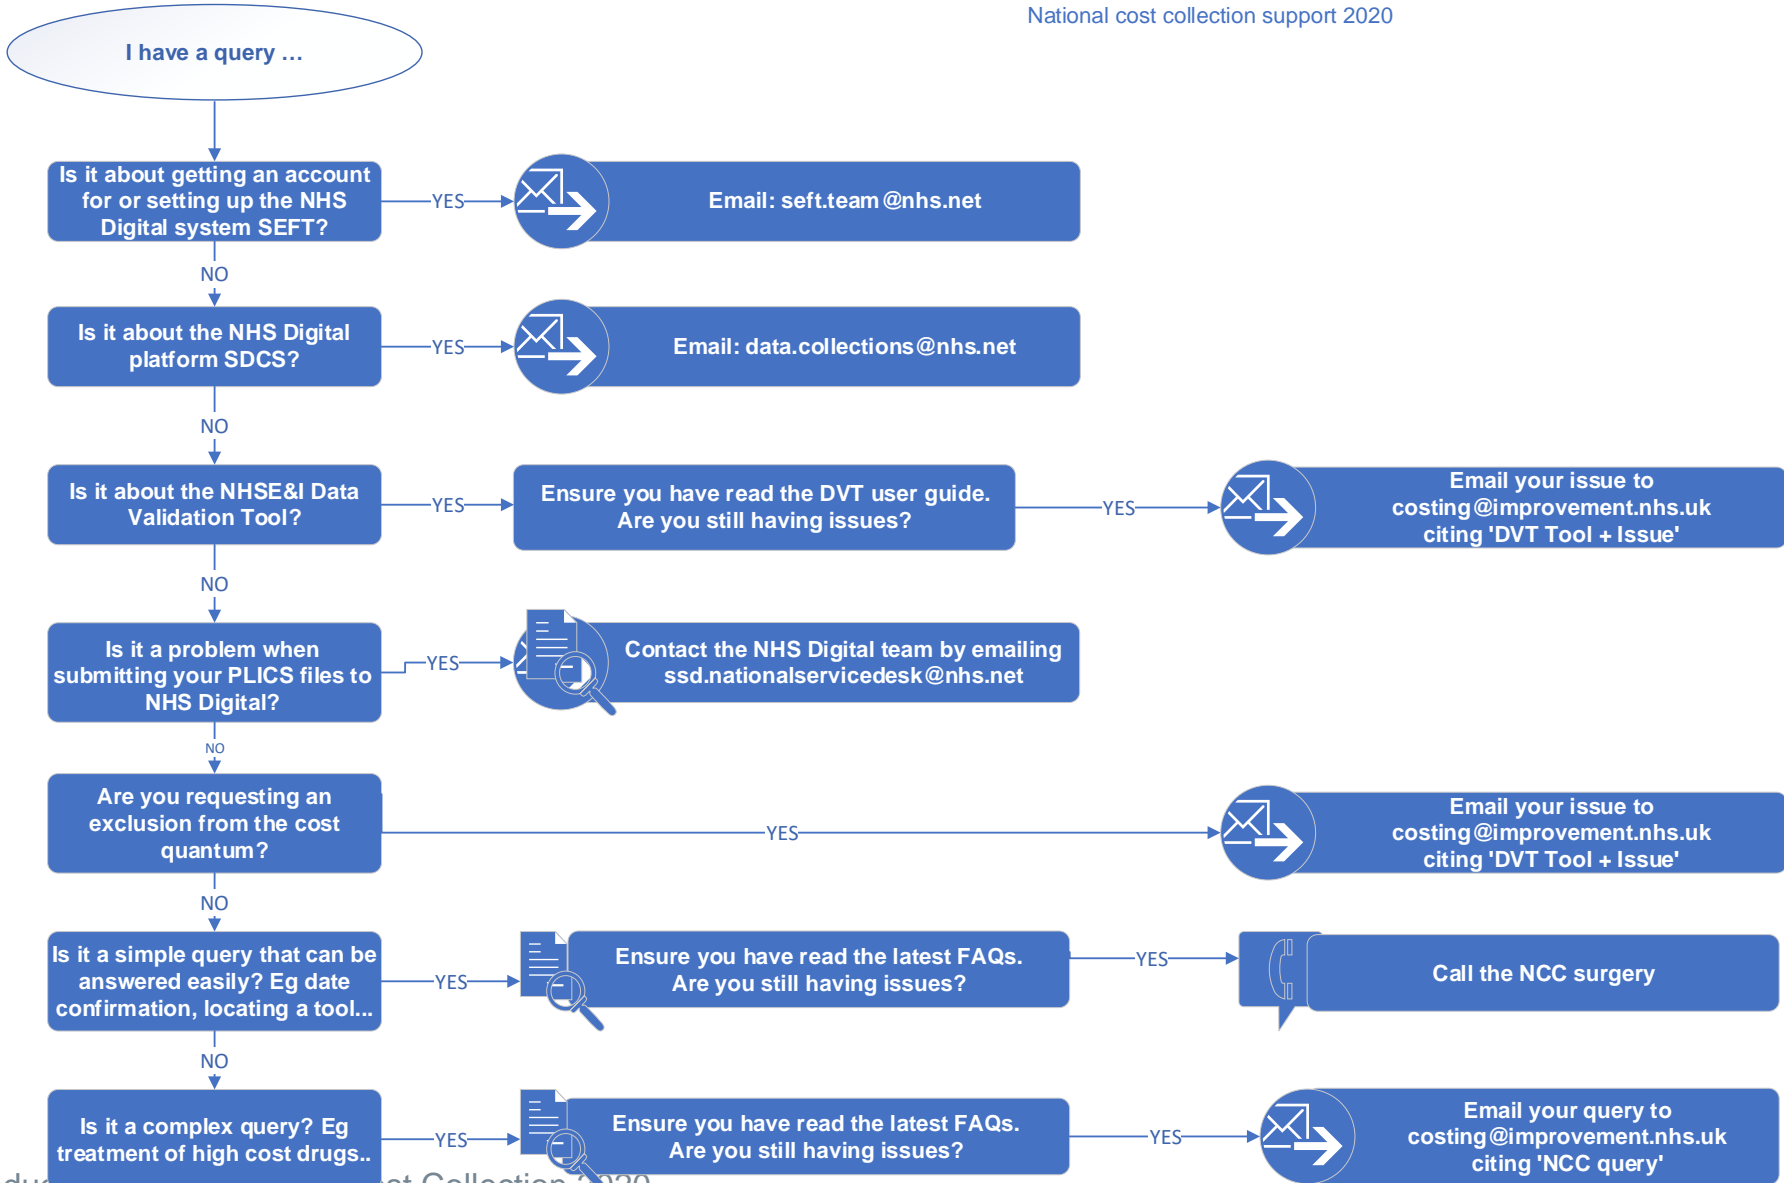 National cost collection support 2020
I have a query …
Is it about getting an account
for or setting up the NHS
Digital system SEFT?
YES
Email: seft.team@nhs.net
NO
Is it about the NHS Digital
platform SDCS?
YES
Email: data.collections@nhs.net
NO
Is it about the NHSE&I Data
Validation Tool?
YES
Ensure you have read the DVT user guide.
Are you still having issues?
YES
Email your issue to
costing@improvement.nhs.uk
citing 'DVT Tool + Issue'
NO
Is it a problem when
submitting your PLICS files to
NHS Digital?
YES
Contact the NHS Digital team by emailing
ssd.nationalservicedesk@nhs.net
NO
Are you requesting an
exclusion from the cost
quantum?
YES
Email your issue to
costing@improvement.nhs.uk
citing 'DVT Tool + Issue'
NO
Is it a simple query that can be
answered easily? Eg date
confirmation, locating a tool...
YES
Ensure you have read the latest FAQs.
Are you still having issues?
YES
Call the NCC surgery
NO
Is it a complex query? Eg
treatment of high cost drugs..
YES
Ensure you have read the latest FAQs.
Are you still having issues?
YES
Email your query to
costing@improvement.nhs.uk
citing 'NCC query'
Collection 2020